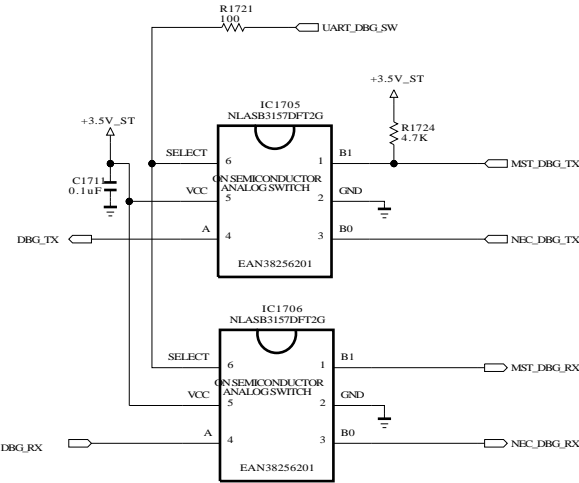 R1721
100
UART_DBG_SW
+3.5V_ST
IC1705
NLASB3157DFT2G
+3.5V_ST
R1724
4.7K
SELECT
6
1
B1
MST_DBG_TX
C1711
0.1uF
ON SEMICONDUCTOR
ANALOG SWITCH
VCC
5
2
GND
DBG_TX
A
4
3
B0
NEC_DBG_TX
EAN38256201
IC1706
NLASB3157DFT2G
SELECT
6
1
B1
MST_DBG_RX
ON SEMICONDUCTOR
ANALOG SWITCH
VCC
5
2
GND
DBG_RX
A
4
3
B0
NEC_DBG_RX
EAN38256201